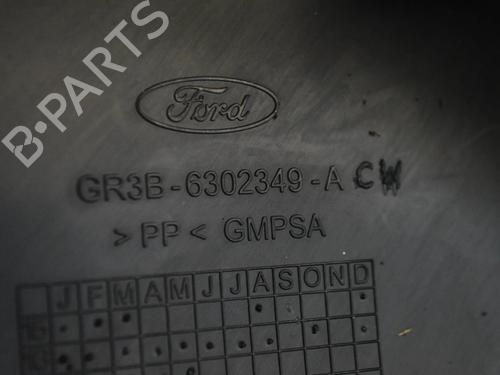 B-PARTS
Ford
GR3B-6302349-A CW
> PP < GMPSA
J F M A M J J A S O N D